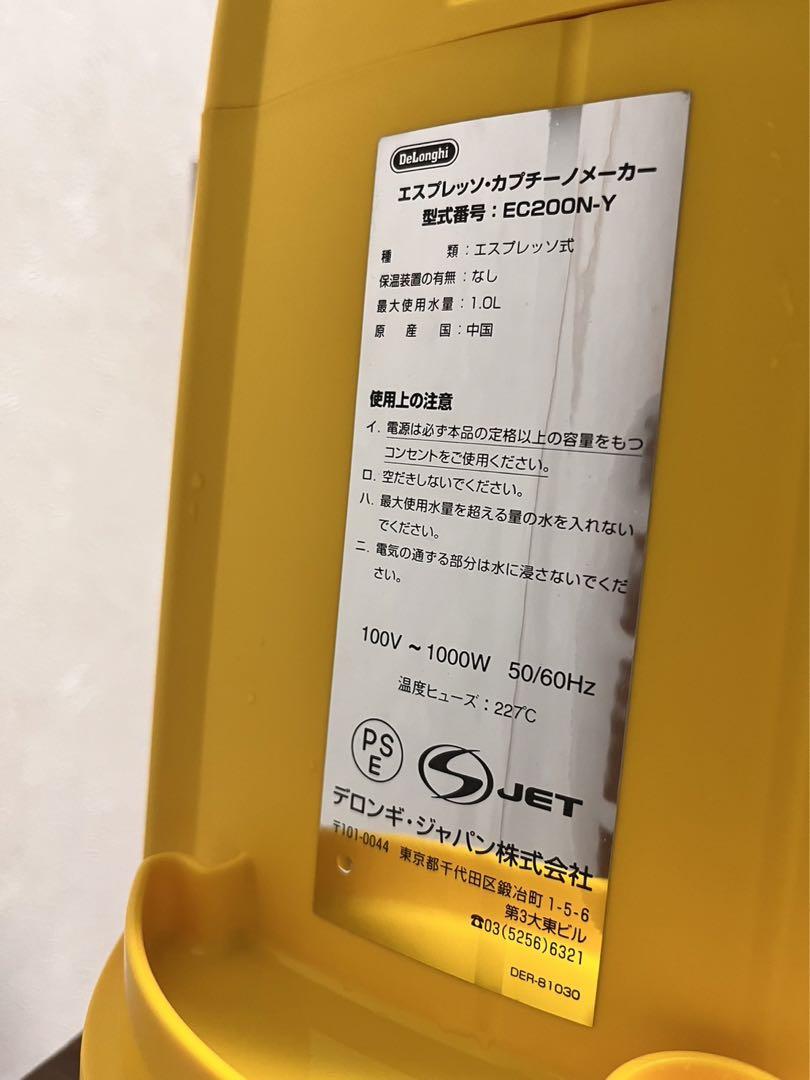 DeLonghi
エスプレッソ・カプチーノメーカー
型式番号：EC200N-Y
種類：エスプレッソ式
保温装置の有無：なし
最大使用水量：1.0L
原産国：中国
使用上の注意
イ. 電源は必ず本品の定格以上の容量をもつ
コンセントをご使用ください。
ロ. 空だきしないでください。
ハ. 最大使用水量を超える量の水を入れない
でください。
ニ. 電気の通ずる部分は水に浸さないでくだ
さい。
100V ~ 1000W 50/60Hz
温度ヒューズ：227℃
PS
E
S JET
デロンギ・ジャパン株式会社
〒101-0044 東京都千代田区鍛冶町 1-5-6
第3大東ビル
☎03(5256)6321
DER-81030